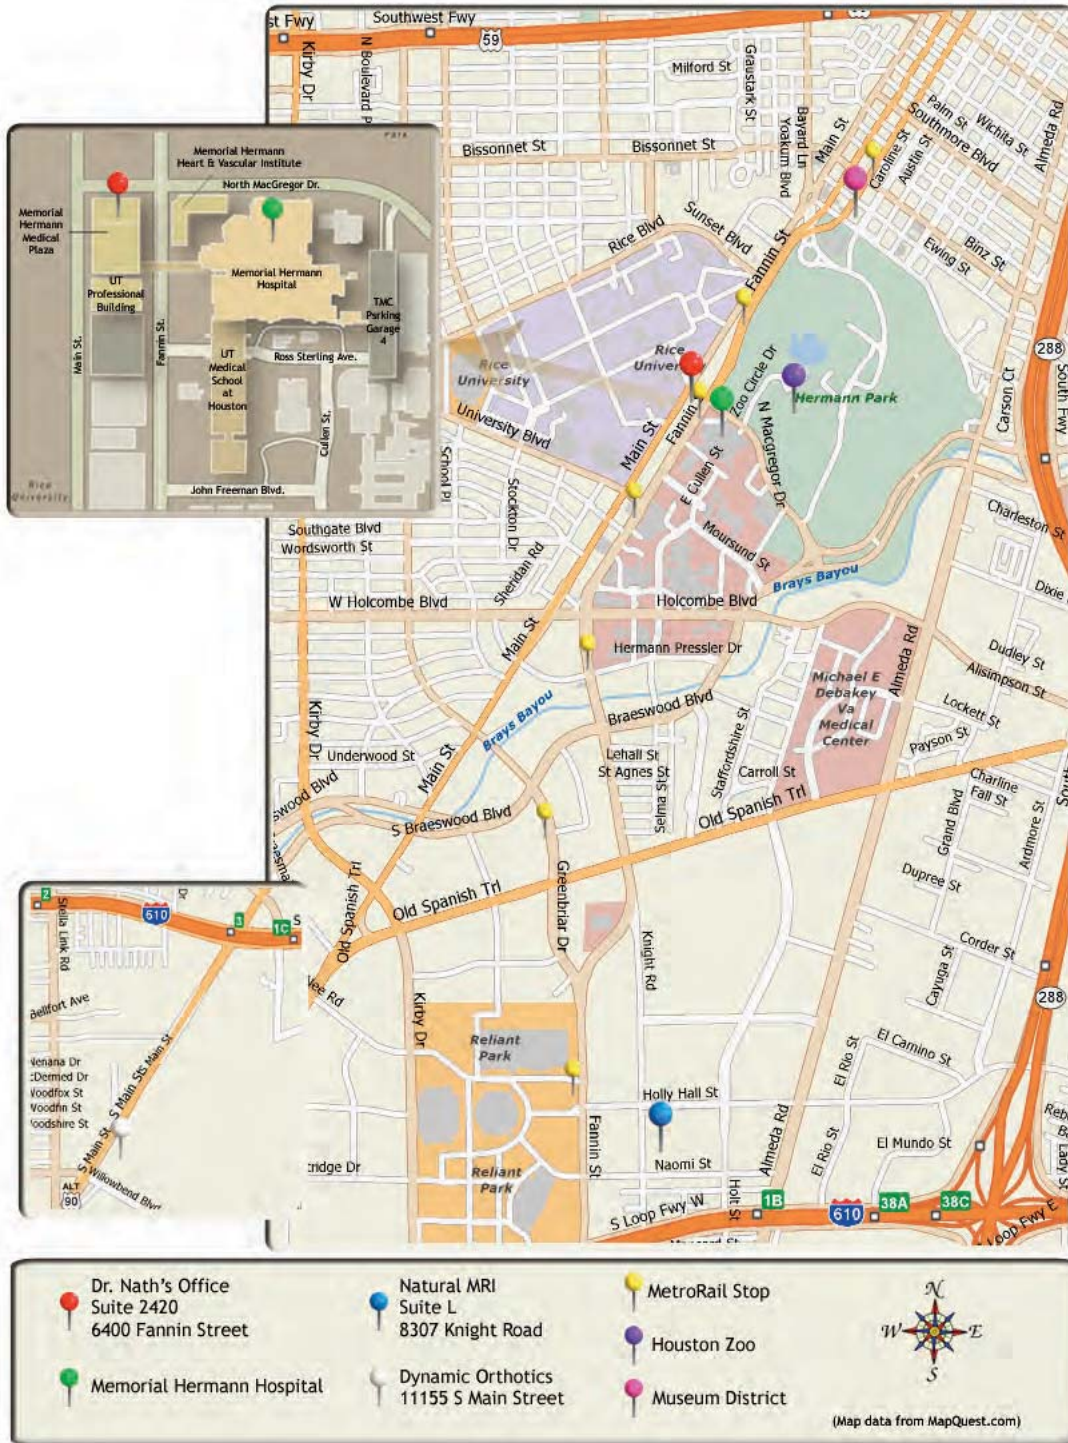 st Fwy
Southwest Fwy
59
Kirby Dr
N Boulevard P
Milford St
Graustark St
Bayard Ln
Yoakum Blvd
Main St
Palm St
Wichita St
Southmore Blvd
Almeda Rd
Caroline St
Austin St
Bissonnet St
Bissonnet St
Ewing St
Binz St
Rice Blvd
Sunset Blvd
Fannin St
288
South Fwy
Carson Ct
Rice
University
Rice
Zoo Circle Dr
Hermann Park
University Blvd
Main St
Fannin
N Macgregor Dr
E Cullen St
School Pl
Stockton Dr
Moursund St
Charleston St
Southgate Blvd
Wordsworth St
Sheridan Rd
Brays Bayou
Dixie
W Holcombe Blvd
Holcombe Blvd
Main St
Hermann Pressler Dr
Almeda Rd
Dudley St
Alisimpson St
Michael E
Debakey
Va
Medical
Center
Lockett St
Payson St
Kirby Dr
Brays Bayou
Braeswood Blvd
Underwood St
Main St
Lehall St
St Agnes St
Selma St
Staffordshire St
Carroll St
Old Spanish Trl
Charline
Fall St
Grand Blvd
Ardmore St
swood Blvd
S Braeswood Blvd
Dupree St
Old Spanish Trl
Old Spanish Trl
Greenbriar Dr
Knight Rd
Corder St
Cayuga St
288
Kirby Dr
Reliant
Park
El Rio St
El Camino St
Holly Hall St
Fannin St
Almeda Rd
El Rio St
El Mundo St
Naomi St
Reliant
Park
tridge Dr
Holt St
S Loop Fwy W
1B
610
38A
38C
Loop Fwy E
Park
Memorial Hermann
Heart & Vascular Institute
North MacGregor Dr.
Memorial
Hermann
Medical
Plaza
Memorial Hermann
Hospital
UT
Professional
Building
TMC
Parking
Garage
4
Main St.
Fannin St.
UT
Medical
School
at
Houston
Ross Sterling Ave.
Cullen St.
Rice
University
John Freeman Blvd.
2
610
3
1C
S
Dr
Stella Link Rd
Bellfort Ave
S Main St
S Main St
S Main St
Willowbend Blvd
ALT
90
Dr. Nath's Office
Suite 2420
6400 Fannin Street
Memorial Hermann Hospital
Natural MRI
Suite L
8307 Knight Road
Dynamic Orthotics
11155 S Main Street
MetroRail Stop
Houston Zoo
Museum District
N
W
E
S
(Map data from MapQuest.com)